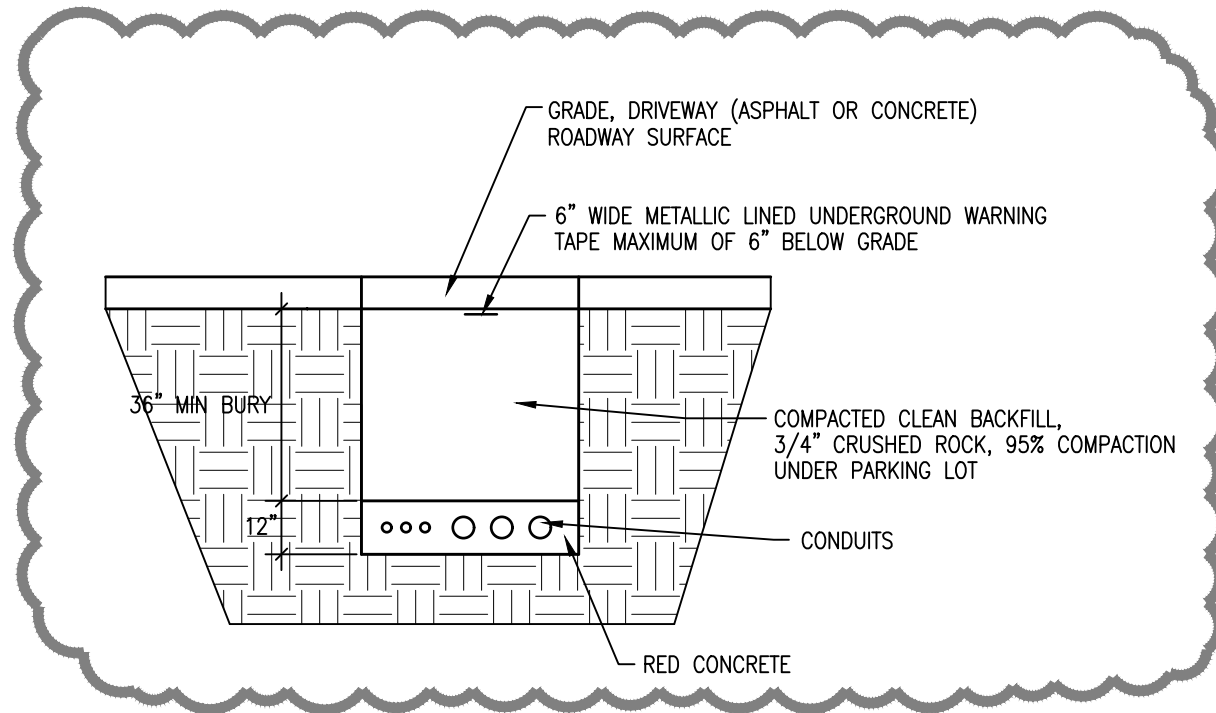 GRADE, DRIVEWAY (ASPHALT OR CONCRETE)
ROADWAY SURFACE
6” WIDE METALLIC LINED UNDERGROUND WARNING
TAPE MAXIMUM OF 6” BELOW GRADE
36” MIN BURY
COMPACTED CLEAN BACKFILL,
3/4” CRUSHED ROCK, 95% COMPACTION
UNDER PARKING LOT
12”
CONDUITS
RED CONCRETE